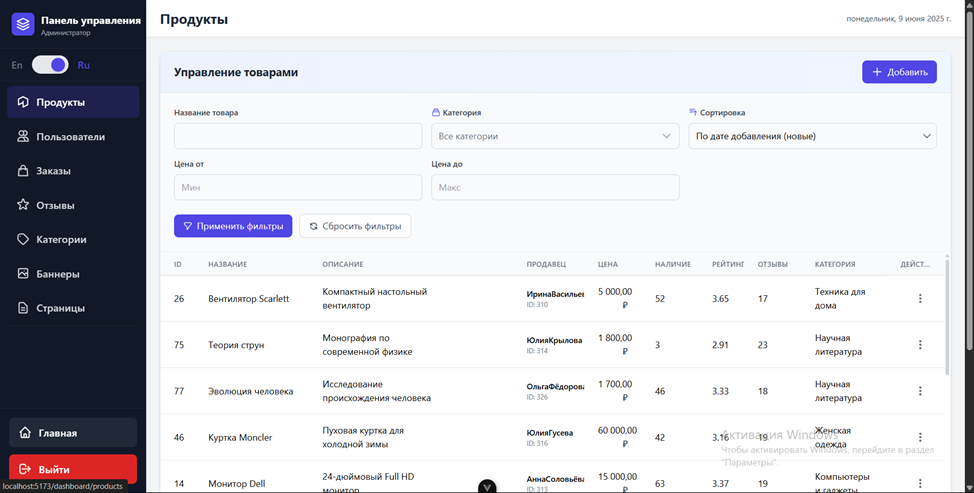 Панель управления
Администратор
En Ru
Продукты
Пользователи
Заказы
Отзывы
Категории
Баннеры
Страницы
Главная
Выйти
localhost:5173/dashboard/products
Продукты
понедельник, 9 июня 2025 г.
Управление товарами
Добавить
Название товара
Категория
Сортировка
Все категории
По дате добавления (новые)
Цена от
Цена до
Мин
Макс
Применить фильтры
Сбросить фильтры
ID НАЗВАНИЕ ОПИСАНИЕ ПРОДАВЕЦ ЦЕНА НАЛИЧИЕ РЕЙТИНГ ОТЗЫВЫ КАТЕГОРИЯ ДЕЙСТ...
26 Вентилятор Scarlett Компактный настольный вентилятор ИринаВасильев ID: 310 5 000,00 ₽ 52 3.65 17 Техника для дома
75 Теория струн Монография по современной физике ЮлияКрылова ID: 314 1 800,00 ₽ 3 2.91 23 Научная литература
77 Эволюция человека Исследование происхождения человека ОльгаФёдоров ID: 326 1 700,00 ₽ 46 3.33 18 Научная литература
46 Куртка Moncler Пуховая куртка для холодной зимы ЮлияГусева ID: 316 60 000,00 ₽ 42 3.16 19 Женская одежда
14 Монитор Dell 24-дюймовый Full HD монитор АннаСоловьёв ID: 313 15 000,00 ₽ 63 3.37 19 Компьютеры и гаджеты
Активация Windows
Чтобы активировать Windows, перейдите в раздел
"Параметры".